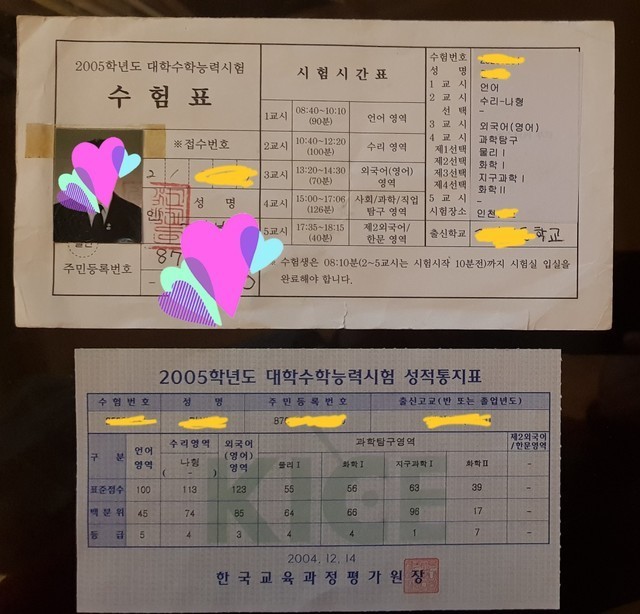 2005학년도 대학수학능력시험
수 험 표
※접수번호
2 1
성 명
87
주민등록번호
시 험 시 간 표
1교시 08:40~10:10 (90분) 언어 영역
2교시 10:40~12:20 (100분) 수리 영역
3교시 13:20~14:30 (70분) 외국어(영어) 영역
4교시 15:00~17:06 (126분) 사회/과학/직업 탐구 영역
5교시 17:35~18:15 (40분) 제2외국어/ 한문 영역
수험생은 08:10분(2~5교시는 시험시작 10분전)까지 시험실 입실을
완료해야 합니다.
수험번호
성 명
1 교 시 언어
2 교 시 수리-나형
선 택 -
3 교 시 외국어(영어)
4 교 시 과학탐구
제1선택 물리 I
제2선택 화학 I
제3선택 지구과학 I
제4선택 화학 II
5 교 시 -
시험장소 인천
출신학교 학교
2005학년도 대학수학능력시험 성적통지표
수 험 번 호 성 명 주 민 등 록 번 호 출신고교(반 또는 졸업년도)
87
구 분 언어 영역 수리영역 나형 ( - ) 외국어 (영어) 영역 과학탐구영역 제2외국어 /한문영역
물리 I 화학 I 지구과학 I 화학 II -
표준점수 100 113 123 55 56 63 39 -
백 분 위 45 74 85 64 66 96 17 -
등 급 5 4 3 4 4 1 7 -
KICE
2004. 12. 14
한국교육과정평가원장